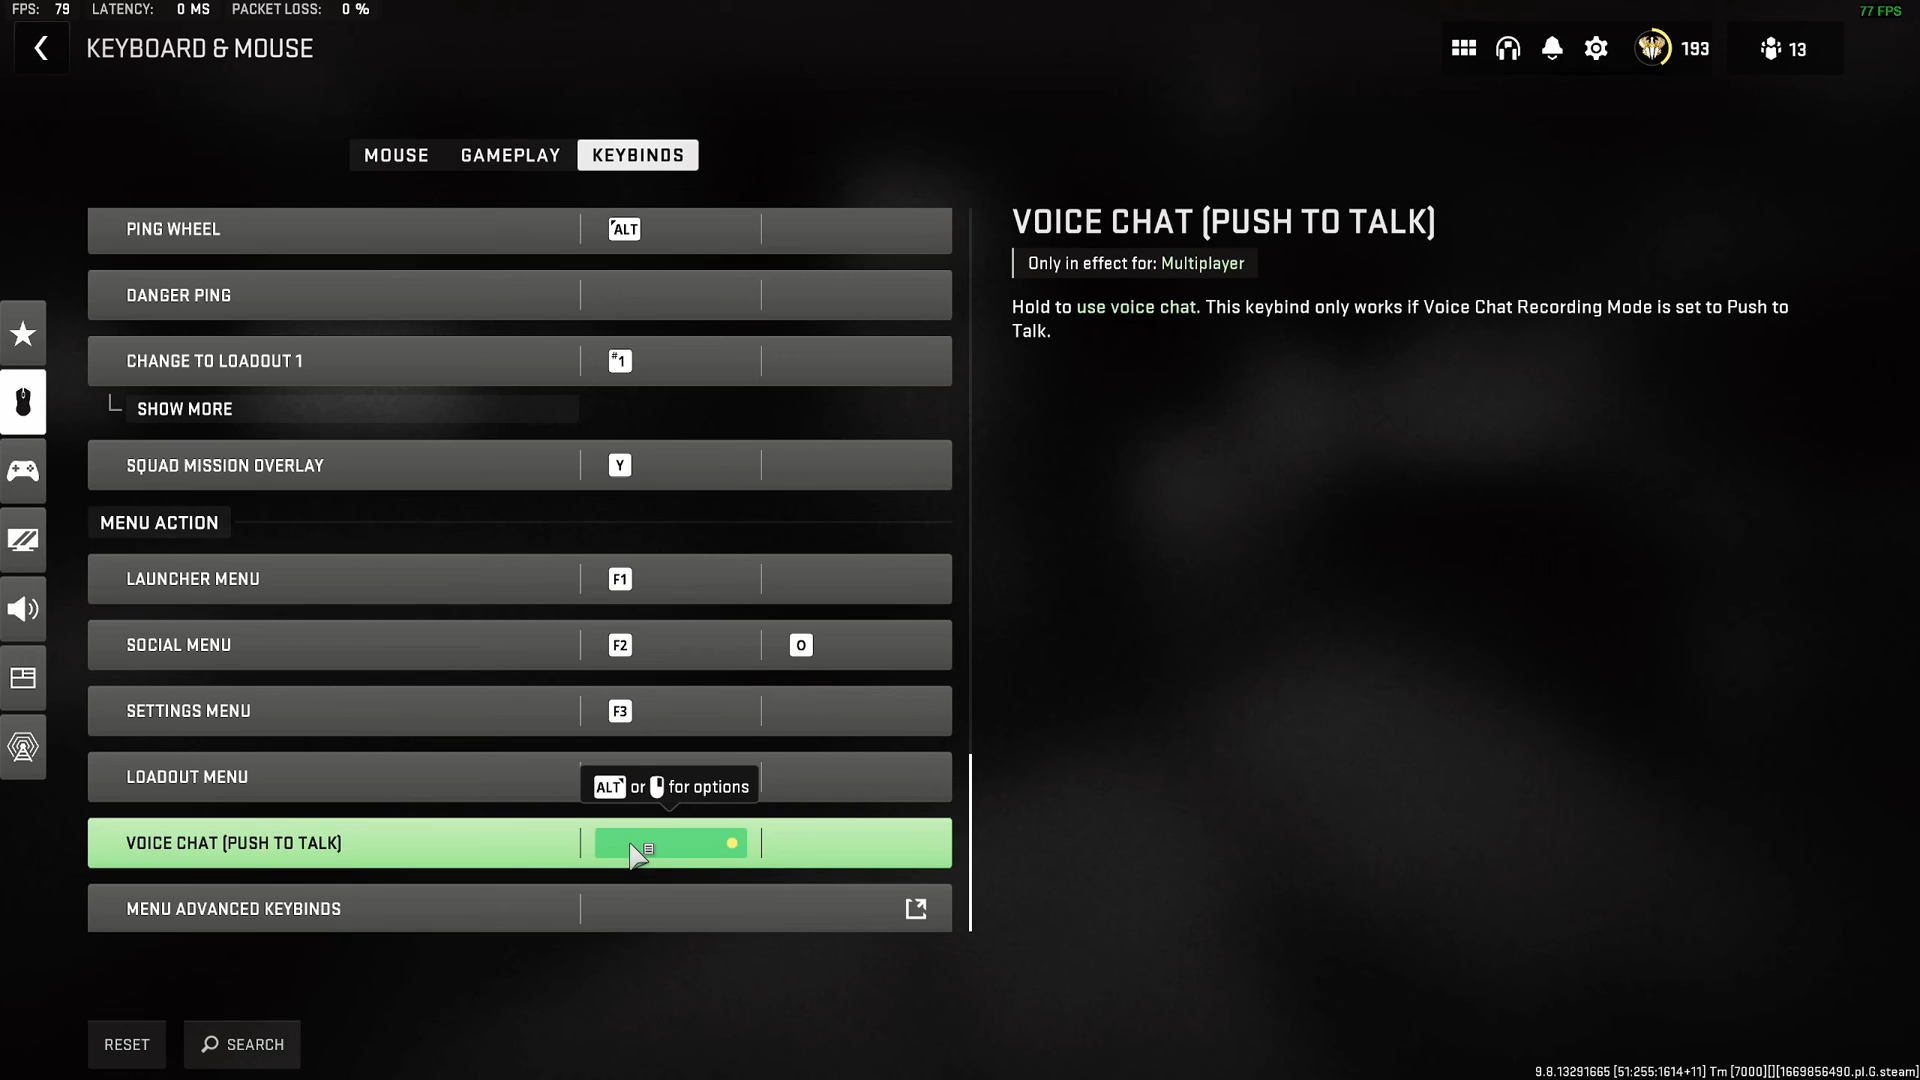 FPS: 79 LATENCY: 0 MS PACKET LOSS: 0 %
77 FPS
KEYBOARD & MOUSE
193
13
MOUSE GAMEPLAY KEYBINDS
PING WHEEL ALT
DANGER PING
CHANGE TO LOADOUT 1 #1
SHOW MORE
SQUAD MISSION OVERLAY Y
MENU ACTION
LAUNCHER MENU F1
SOCIAL MENU F2 O
SETTINGS MENU F3
LOADOUT MENU
ALT or for options
VOICE CHAT (PUSH TO TALK)
MENU ADVANCED KEYBINDS
VOICE CHAT (PUSH TO TALK)
Only in effect for: Multiplayer
Hold to use voice chat. This keybind only works if Voice Chat Recording Mode is set to Push to
Talk.
RESET SEARCH
9.8.13291665 [51:255:1614+11] Tm [7000][][1669856490.pl.G.steam]